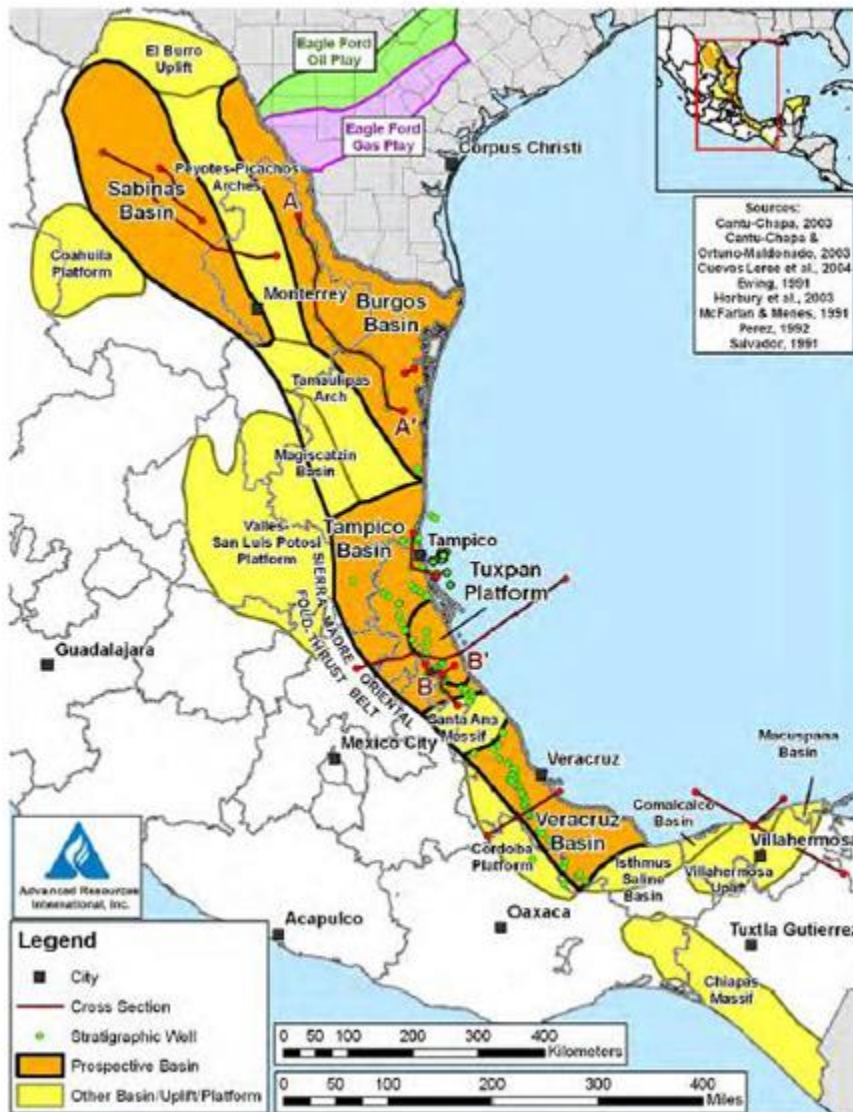 El Burro
Uplift
Eagle Ford
Oil Play
Eagle Ford
Gas Play
Corpus Christi
Peyotes-Picachos
Arches
Sabinas
Basin
A
Coahuila
Platform
Monterrey
Burgos
Basin
Tamaulipas
Arch
A'
Magiscatzin
Basin
Valles-
San Luis Potosi
Platform
Tampico
Basin
Tampico
Tuxpan
Platform
SIERRA MADRE ORIENTAL
FOLD-THRUST BELT
B
B'
Guadalajara
Santa Ana
Massif
Mexico City
Veracruz
Veracruz
Basin
Cordoba
Platform
Macuspana
Basin
Comalcalco
Basin
Villahermosa
Isthmus
Saline
Basin
Villahermosa
Uplift
Oaxaca
Acapulco
Tuxtla Gutierrez
Chiapas
Massif
Sources:
Cantu-Chapa, 2003
Cantu-Chapa &
Ortuno-Maldonado, 2003
Cuevos Leree et al., 2004
Ewing, 1991
Horbury et al., 2003
McFarlan & Menes, 1991
Perez, 1992
Salvador, 1991
Advanced Resources
International, Inc.
Legend
City
Cross Section
Stratigraphic Well
Prospective Basin
Other Basin/Uplift/Platform
0 50 100 200 300 400
Kilometers
0 50 100 200 300 400
Miles